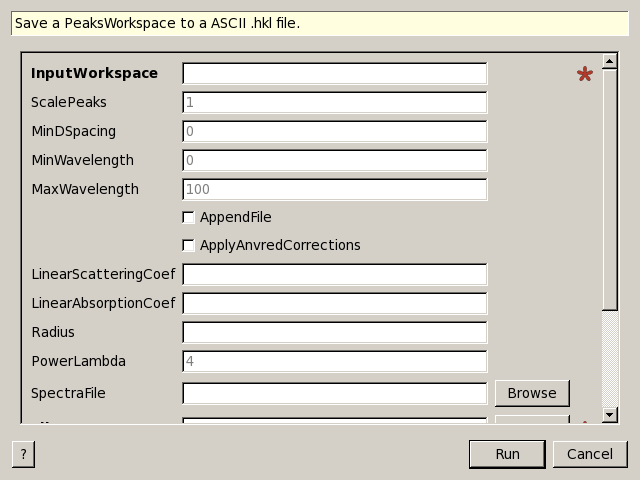 Save a PeaksWorkspace to a ASCII .hkl file.
InputWorkspace
ScalePeaks 1
MinDSpacing 0
MinWavelength 0
MaxWavelength 100
AppendFile
ApplyAnvredCorrections
LinearScatteringCoef
LinearAbsorptionCoef
Radius
PowerLambda 4
SpectraFile Browse
? Run Cancel